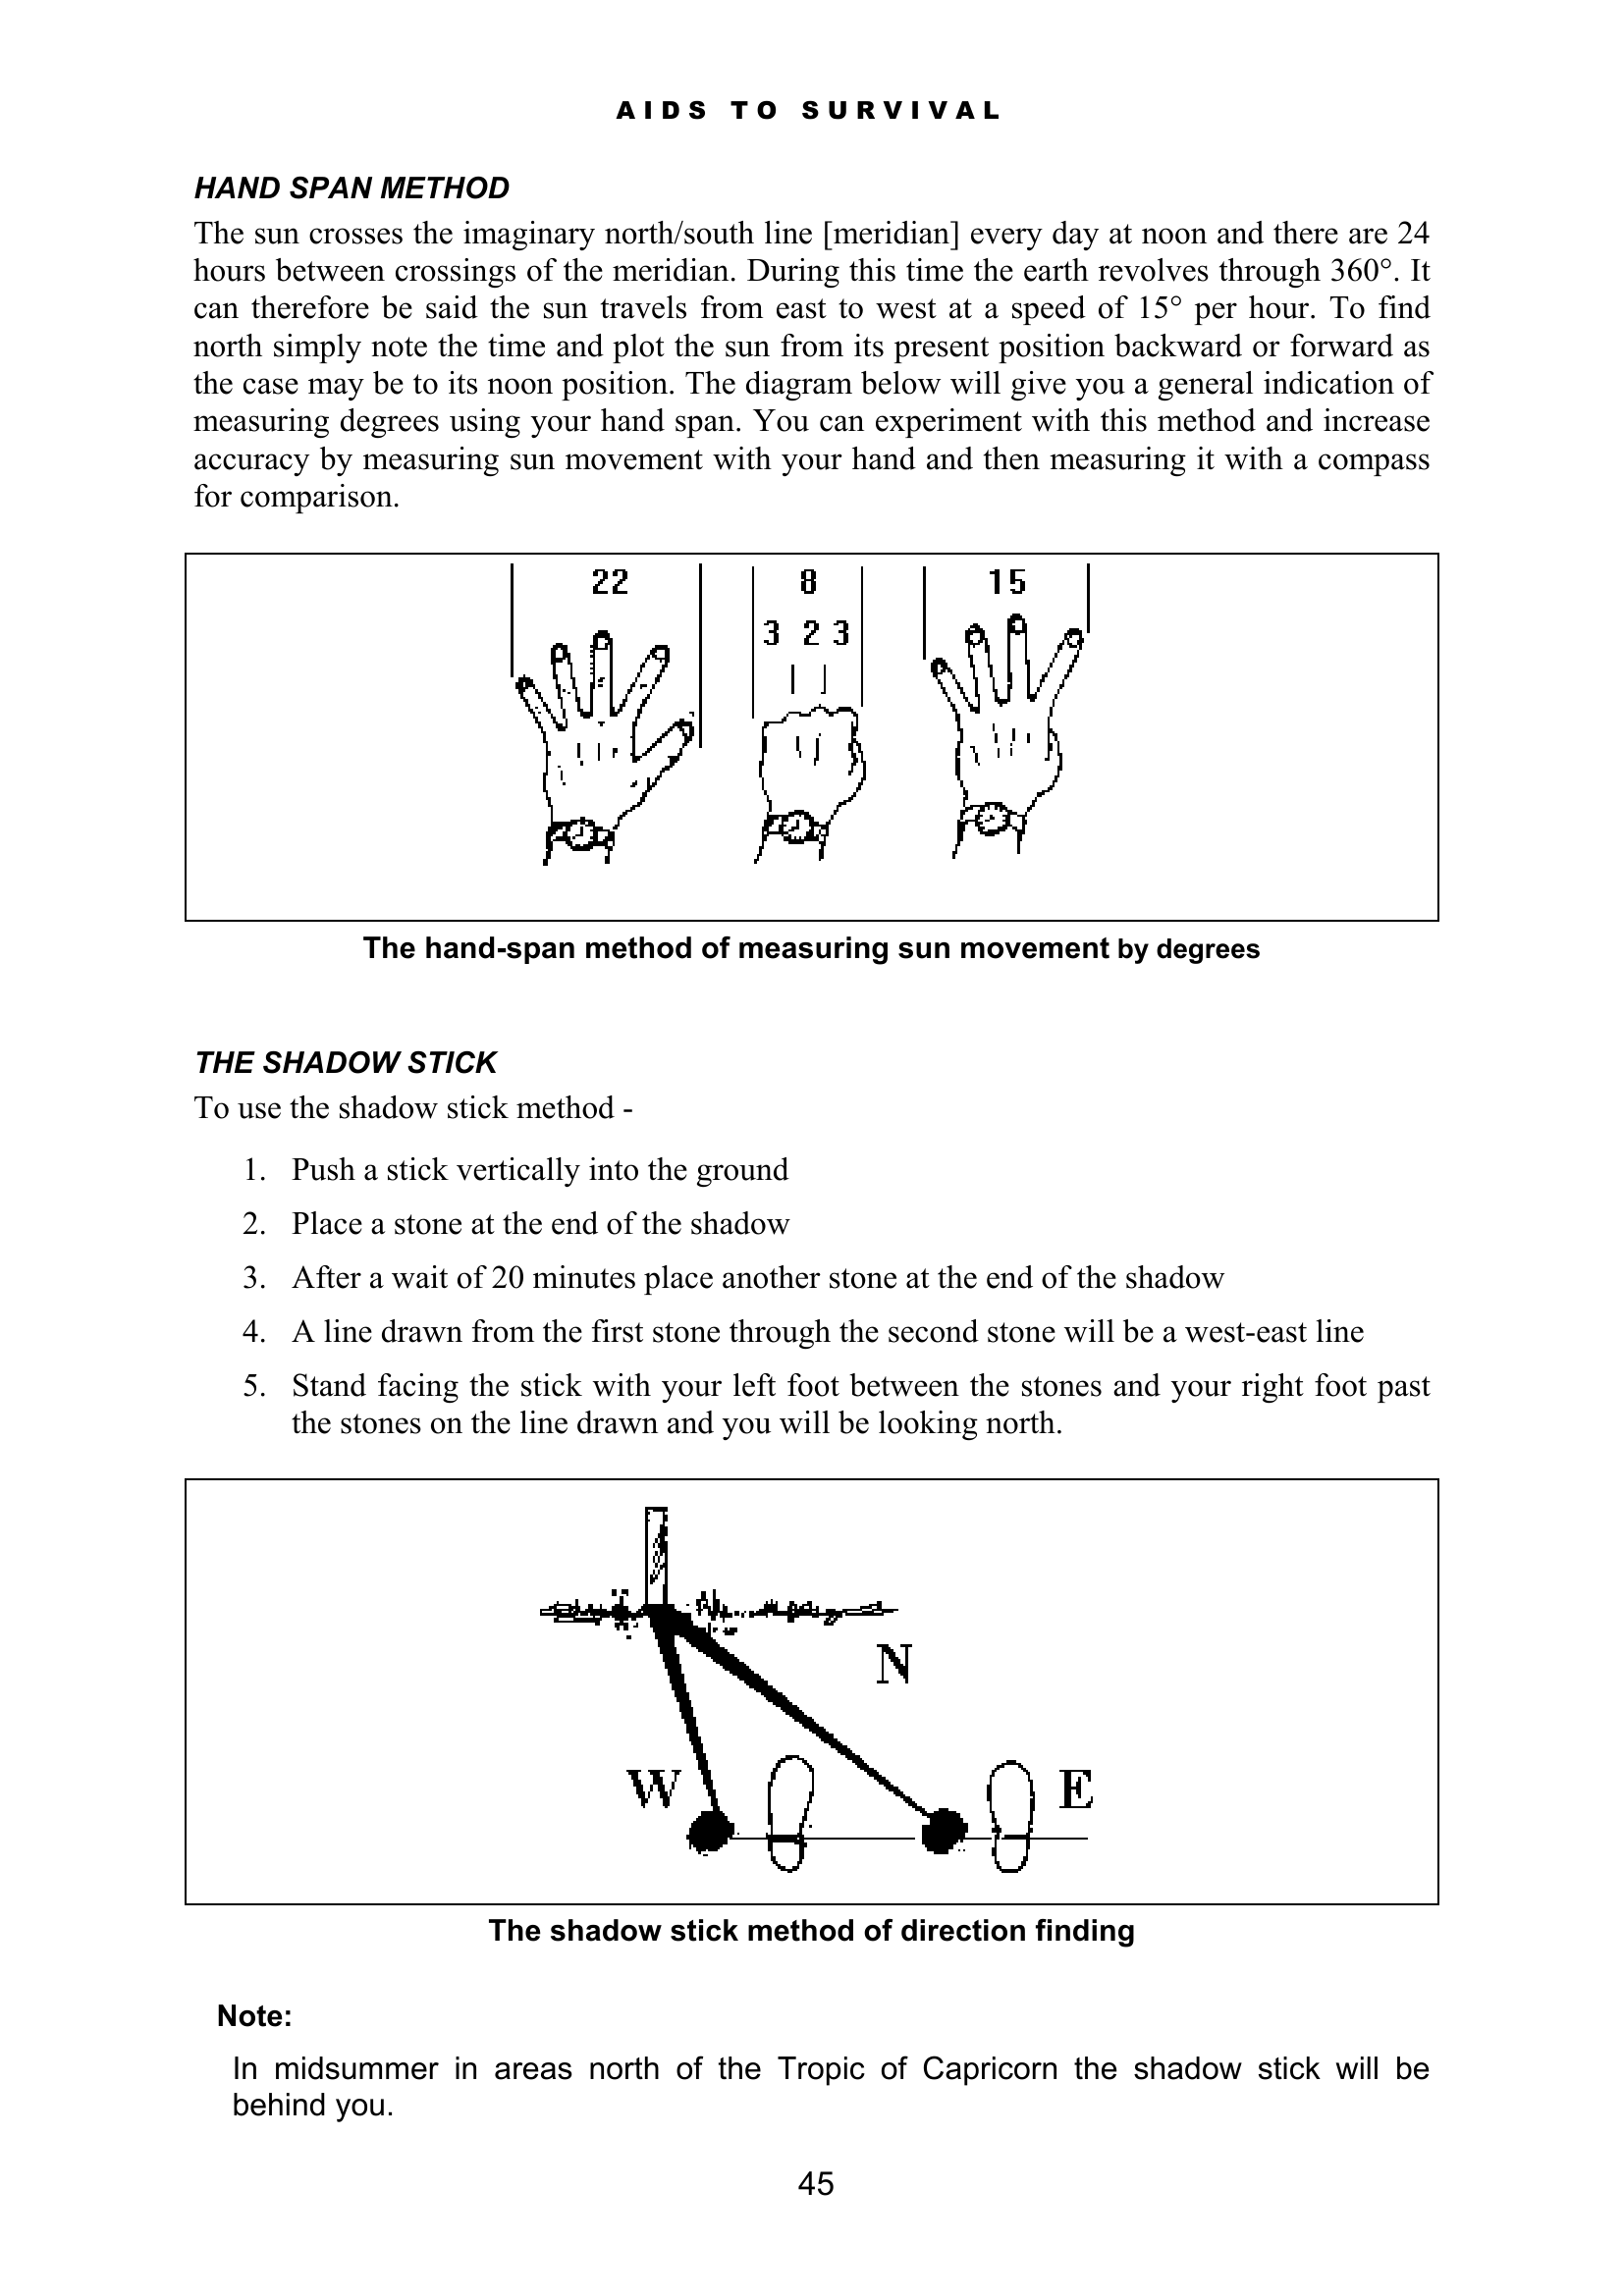 AIDS TO SURVIVAL
HAND SPAN METHOD
The sun crosses the imaginary north/south line [meridian] every day at noon and there are 24
hours between crossings of the meridian. During this time the earth revolves through 360°. It
can therefore be said the sun travels from east to west at a speed of 15° per hour. To find
north simply note the time and plot the sun from its present position backward or forward as
the case may be to its noon position. The diagram below will give you a general indication of
measuring degrees using your hand span. You can experiment with this method and increase
accuracy by measuring sun movement with your hand and then measuring it with a compass
for comparison.
22 8 15
3 2 3
The hand-span method of measuring sun movement by degrees
THE SHADOW STICK
To use the shadow stick method -
1. Push a stick vertically into the ground
2. Place a stone at the end of the shadow
3. After a wait of 20 minutes place another stone at the end of the shadow
4. A line drawn from the first stone through the second stone will be a west-east line
5. Stand facing the stick with your left foot between the stones and your right foot past
the stones on the line drawn and you will be looking north.
N
W E
The shadow stick method of direction finding
Note:
In midsummer in areas north of the Tropic of Capricorn the shadow stick will be
behind you.
45